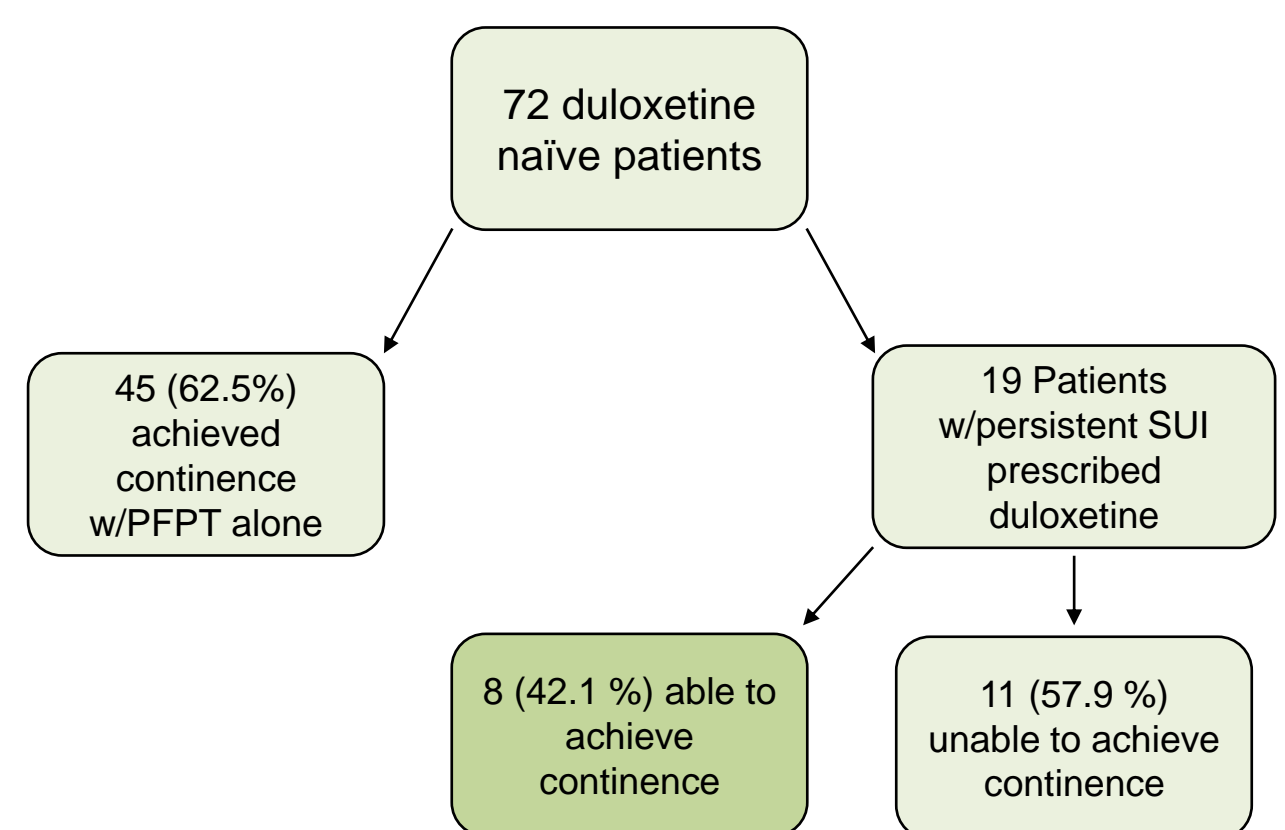 72 duloxetine
naïve patients
45 (62.5%)
achieved
continence
w/PFPT alone
19 Patients
w/persistent SUI
prescribed
duloxetine
8 (42.1 %) able to
achieve
continence
11 (57.9 %)
unable to achieve
continence